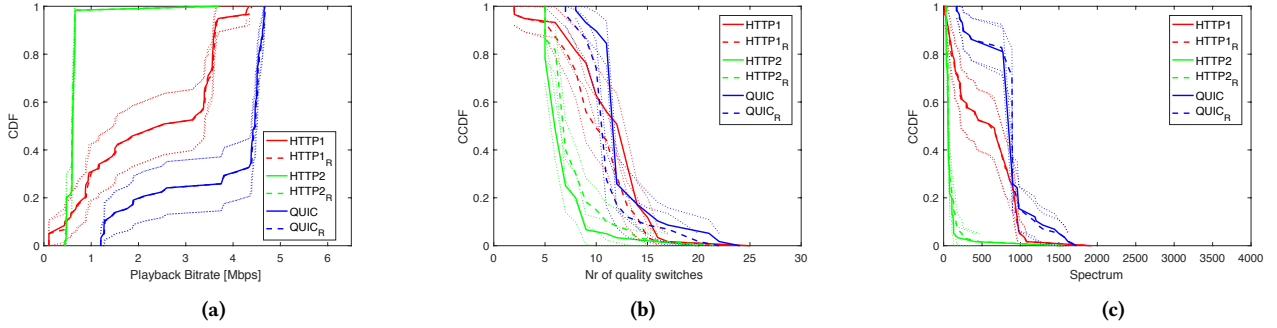 1
0.8
0.6
0.4
0.2
0
CDF
0 1 2 3 4 5 6
Playback Bitrate [Mbps]
HTTP1
HTTP1R
HTTP2
HTTP2R
QUIC
QUICR
(a)
1
0.8
0.6
0.4
0.2
0
CCDF
0 5 10 15 20 25 30
Nr of quality switches
HTTP1
HTTP1R
HTTP2
HTTP2R
QUIC
QUICR
(b)
1
0.8
0.6
0.4
0.2
0
CCDF
0 500 1000 1500 2000 2500 3000 3500 4000
Spectrum
HTTP1
HTTP1R
HTTP2
HTTP2R
QUIC
QUICR
(c)